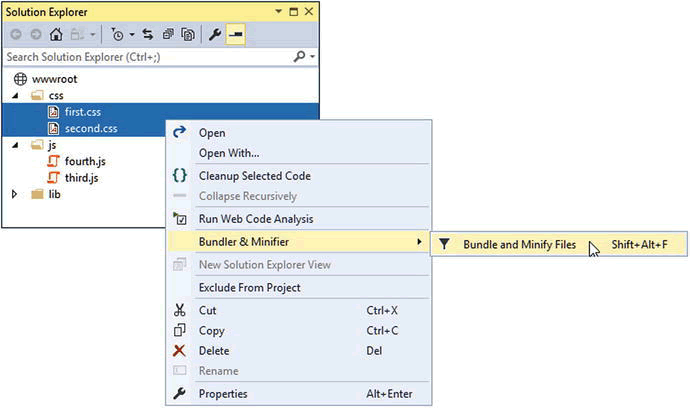 Solution Explorer
Search Solution Explorer (Ctrl+;)
wwwroot
css
first.css
second.css
js
fourth.js
third.js
lib
Open
Open With...
Cleanup Selected Code
Collapse Recursively
Run Web Code Analysis
Bundler & Minifier
Bundle and Minify Files Shift+Alt+F
New Solution Explorer View
Exclude From Project
Cut Ctrl+X
Copy Ctrl+C
Delete Del
Rename
Properties Alt+Enter